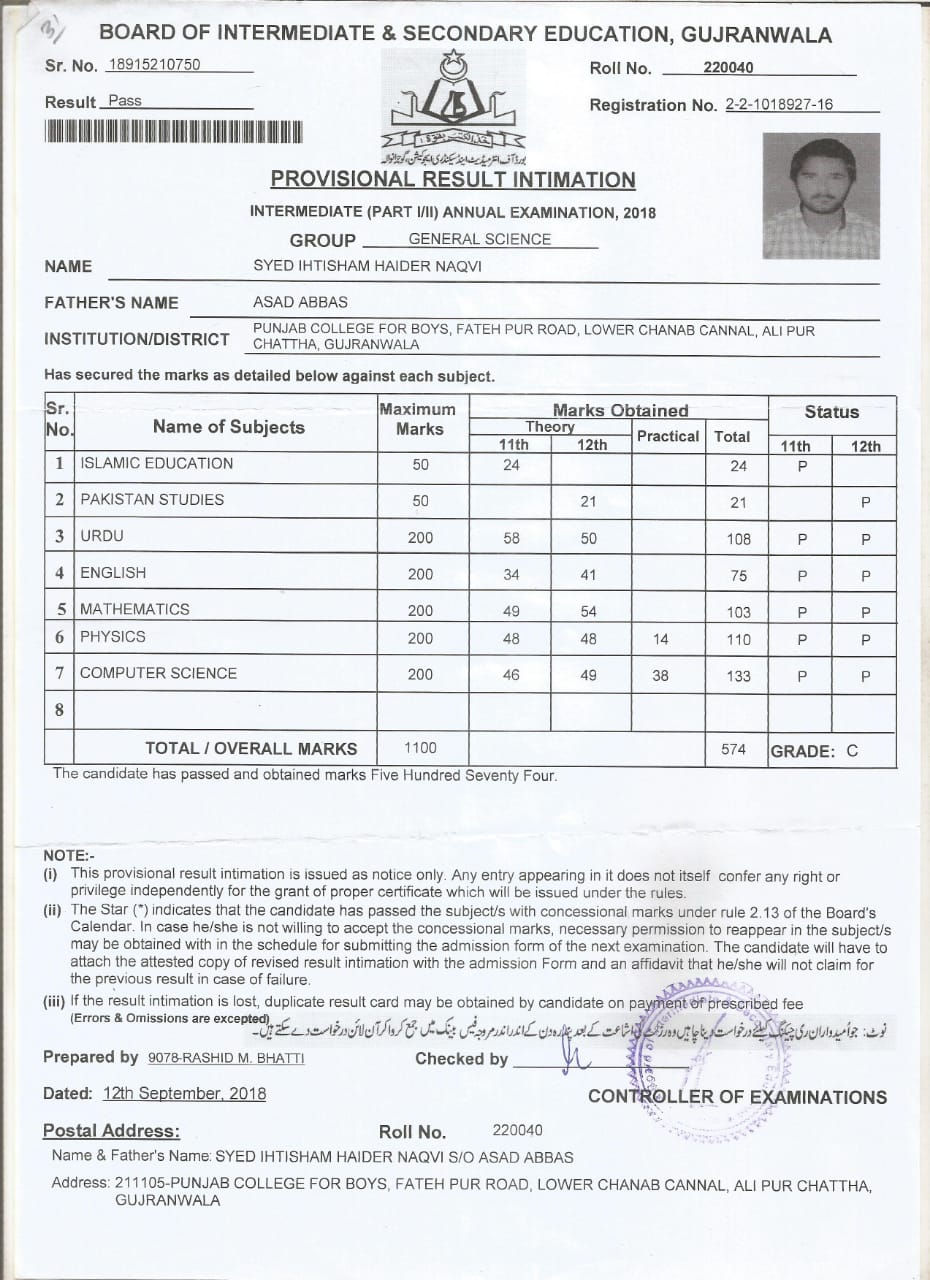 3/
BOARD OF INTERMEDIATE & SECONDARY EDUCATION, GUJRANWALA
Sr. No. 18915210750
Roll No. 220040
Result Pass
Registration No. 2-2-1018927-16
بورڈ آف انٹرمیڈیٹ اینڈ سیکنڈری ایجوکیشن، گوجرانوالہ
PROVISIONAL RESULT INTIMATION
INTERMEDIATE (PART I/II) ANNUAL EXAMINATION, 2018
GROUP GENERAL SCIENCE
NAME SYED IHTISHAM HAIDER NAQVI
FATHER'S NAME ASAD ABBAS
INSTITUTION/DISTRICT PUNJAB COLLEGE FOR BOYS, FATEH PUR ROAD, LOWER CHANAB CANNAL, ALI PUR
CHATTHA, GUJRANWALA
Has secured the marks as detailed below against each subject.
Sr. No. Name of Subjects Maximum Marks Marks Obtained Status
Theory Practical Total
11th 12th 11th 12th
1 ISLAMIC EDUCATION 50 24 24 P
2 PAKISTAN STUDIES 50 21 21 P
3 URDU 200 58 50 108 P P
4 ENGLISH 200 34 41 75 P P
5 MATHEMATICS 200 49 54 103 P P
6 PHYSICS 200 48 48 14 110 P P
7 COMPUTER SCIENCE 200 46 49 38 133 P P
8
TOTAL / OVERALL MARKS 1100 574 GRADE: C
The candidate has passed and obtained marks Five Hundred Seventy Four.
NOTE:-
(i) This provisional result intimation is issued as notice only. Any entry appearing in it does not itself confer any right or
privilege independently for the grant of proper certificate which will be issued under the rules.
(ii) The Star (*) indicates that the candidate has passed the subject/s with concessional marks under rule 2.13 of the Board's
Calendar. In case he/she is not willing to accept the concessional marks, necessary permission to reappear in the subject/s
may be obtained with in the schedule for submitting the admission form of the next examination. The candidate will have to
attach the attested copy of revised result intimation with the admission Form and an affidavit that he/she will not claim for
the previous result in case of failure.
(iii) If the result intimation is lost, duplicate result card may be obtained by candidate on payment of prescribed fee
(Errors & Omissions are excepted)
نوٹ: جو امیدواران ری چیکنگ کیلئے درخواست دینا چاہیں وہ رزلٹ کی اشاعت کے بعد پندرہ دن کے اندر اندر مروجہ فیس بینک میں جمع کروا کر آن لائن درخواست دے سکتے ہیں۔
Prepared by 9078-RASHID M. BHATTI
Checked by
Dated: 12th September, 2018
CONTROLLER OF EXAMINATIONS
Postal Address:
Roll No. 220040
Name & Father's Name: SYED IHTISHAM HAIDER NAQVI S/O ASAD ABBAS
Address: 211105-PUNJAB COLLEGE FOR BOYS, FATEH PUR ROAD, LOWER CHANAB CANNAL, ALI PUR CHATTHA,
GUJRANWALA